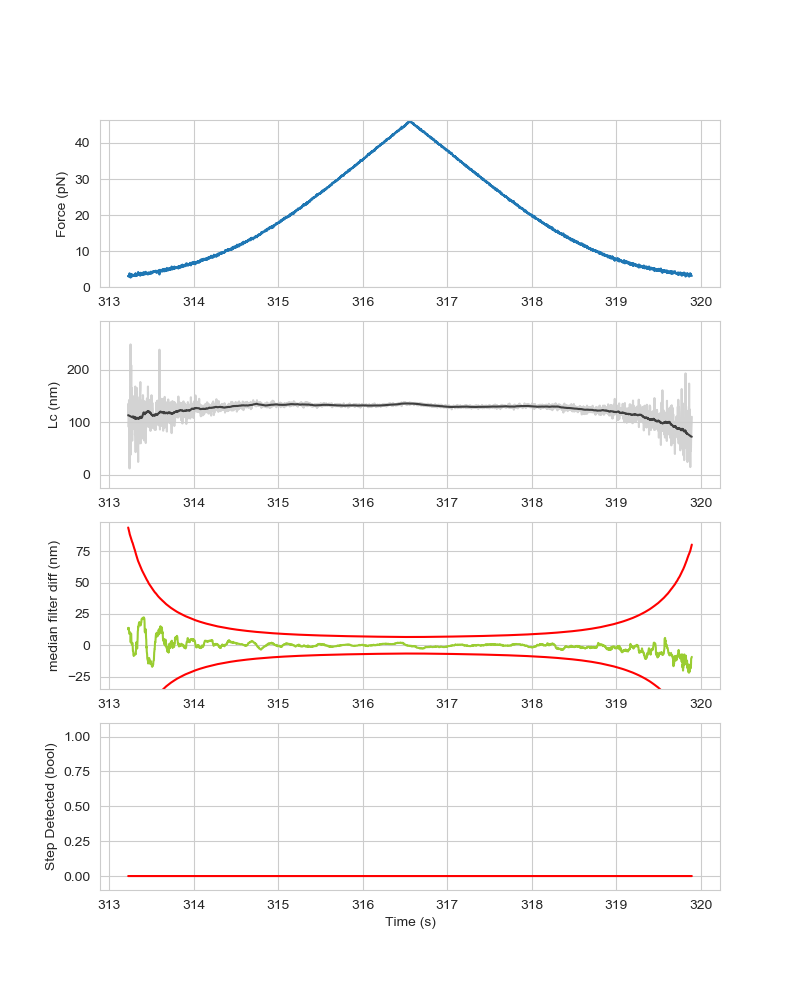 40
30
20
10
0
Force (pN)
313 314 315 316 317 318 319 320
200
100
0
Lc (nm)
313 314 315 316 317 318 319 320
75
50
25
0
−25
median filter diff (nm)
313 314 315 316 317 318 319 320
1.00
0.75
0.50
0.25
0.00
Step Detected (bool)
313 314 315 316 317 318 319 320
Time (s)